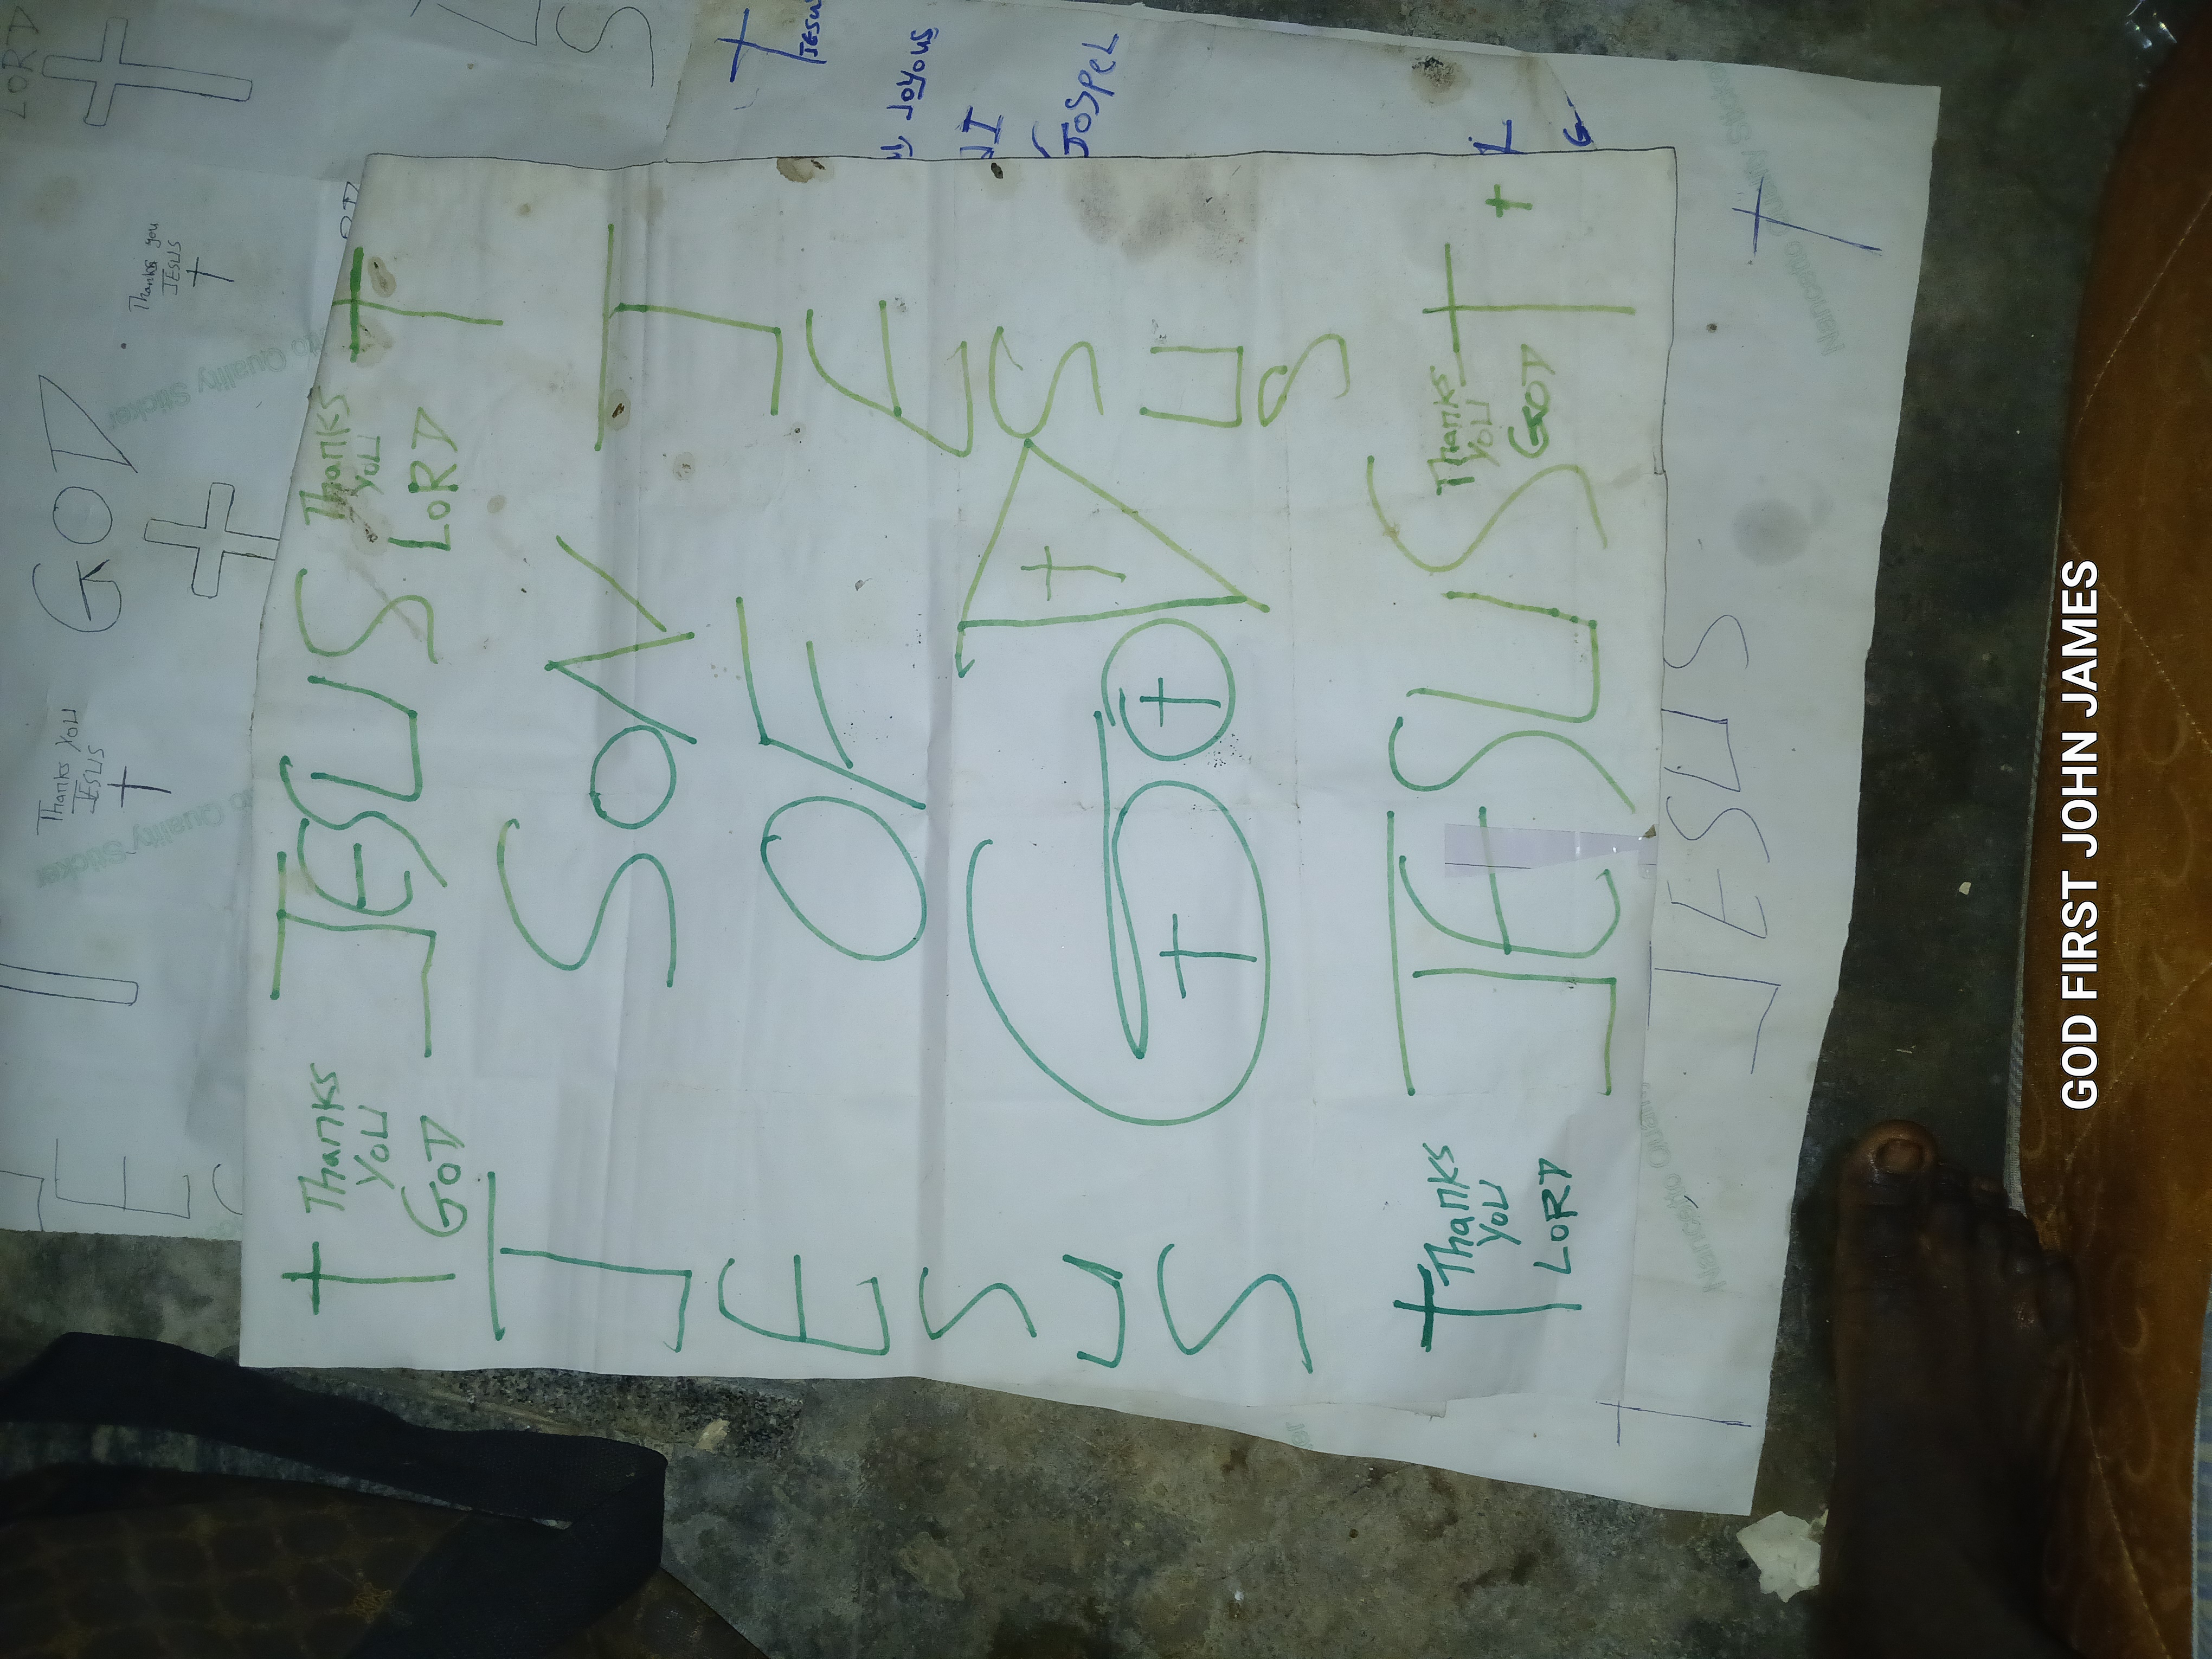 LORD
Thanks you
JESUS
GOD
Thanks you
JESUS
E
Quality Sticker
Quality Sticker
Thanks
you
GOD
JESUS
Thanks
you
LORD
JESUS
SON
OF
GOD
JESUS
JESUS
Joyous
GOSPEL
Thanks
you
LORD
JESUS
Thanks
you
GOD
S
Nancetto Quality
JESUS
Nancetto Quality Sticker
GOD FIRST JOHN JAMES